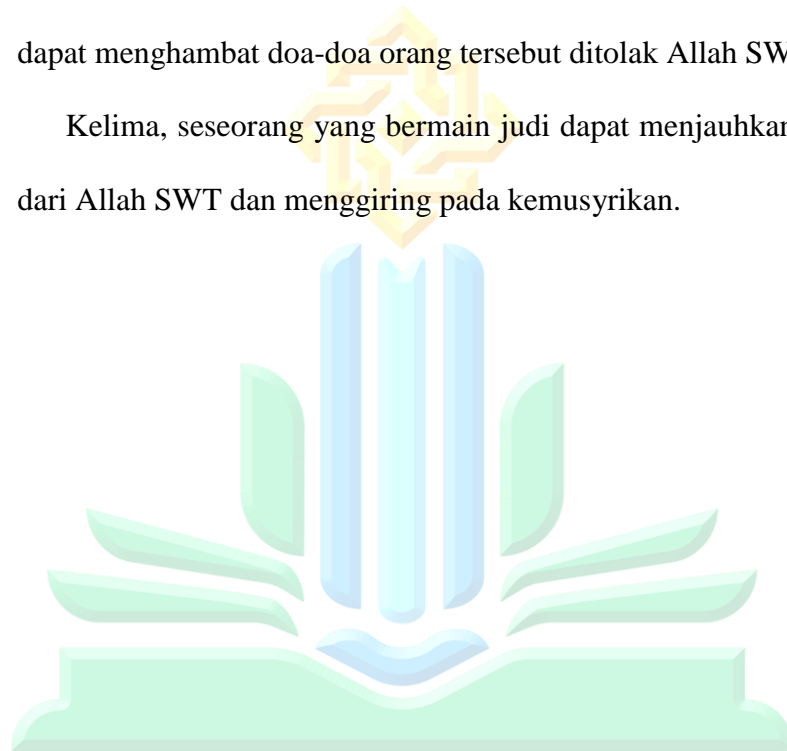 dapat menghambat doa-doa orang tersebut ditolak Allah
Kelima, seseorang yang bermain judi dapat menjauhkan
dari Allah SWT dan menggiring pada kemusyrikan.